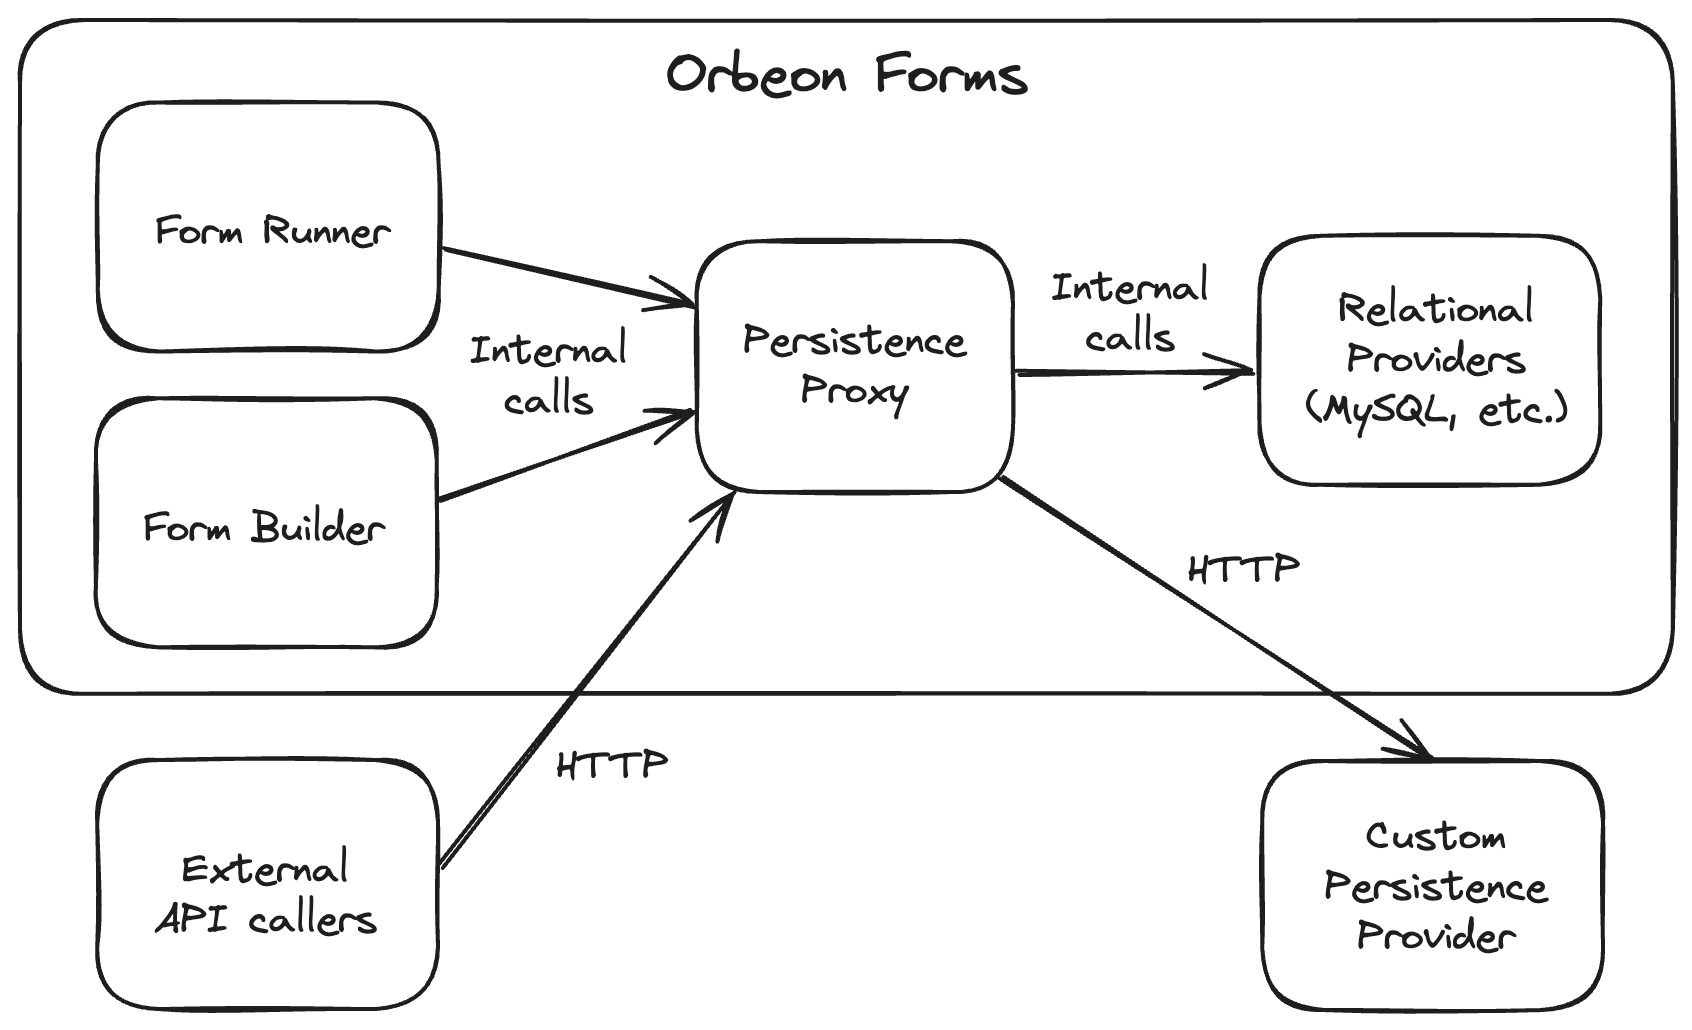 Orbeon Forms
Form Runner
Internal
calls
Form Builder
Persistence
Proxy
Internal
calls
Relational
Providers
(MySQL, etc.)
HTTP
HTTP
External
API callers
Custom
Persistence
Provider